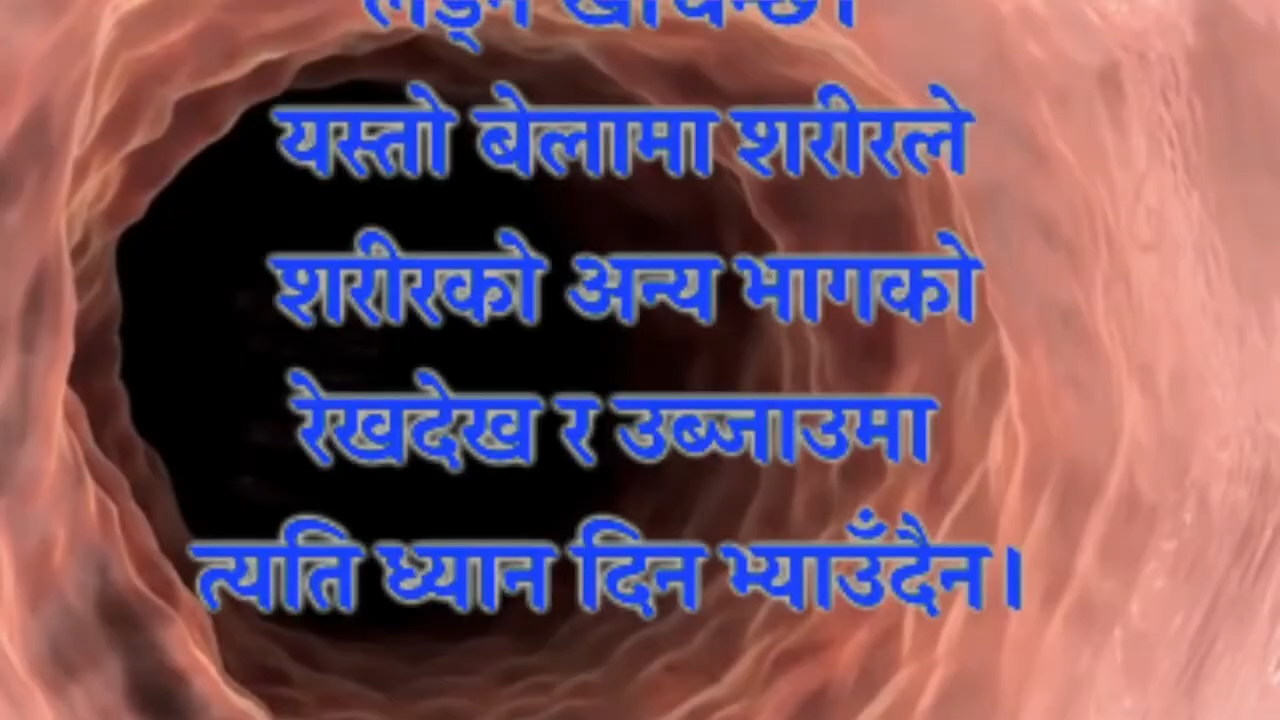 यस्तो बेलामा शरीरले
शरीरको अन्य भागको
रेखदेख र उब्जाउमा
त्यति ध्यान दिन भ्याउँदैन।